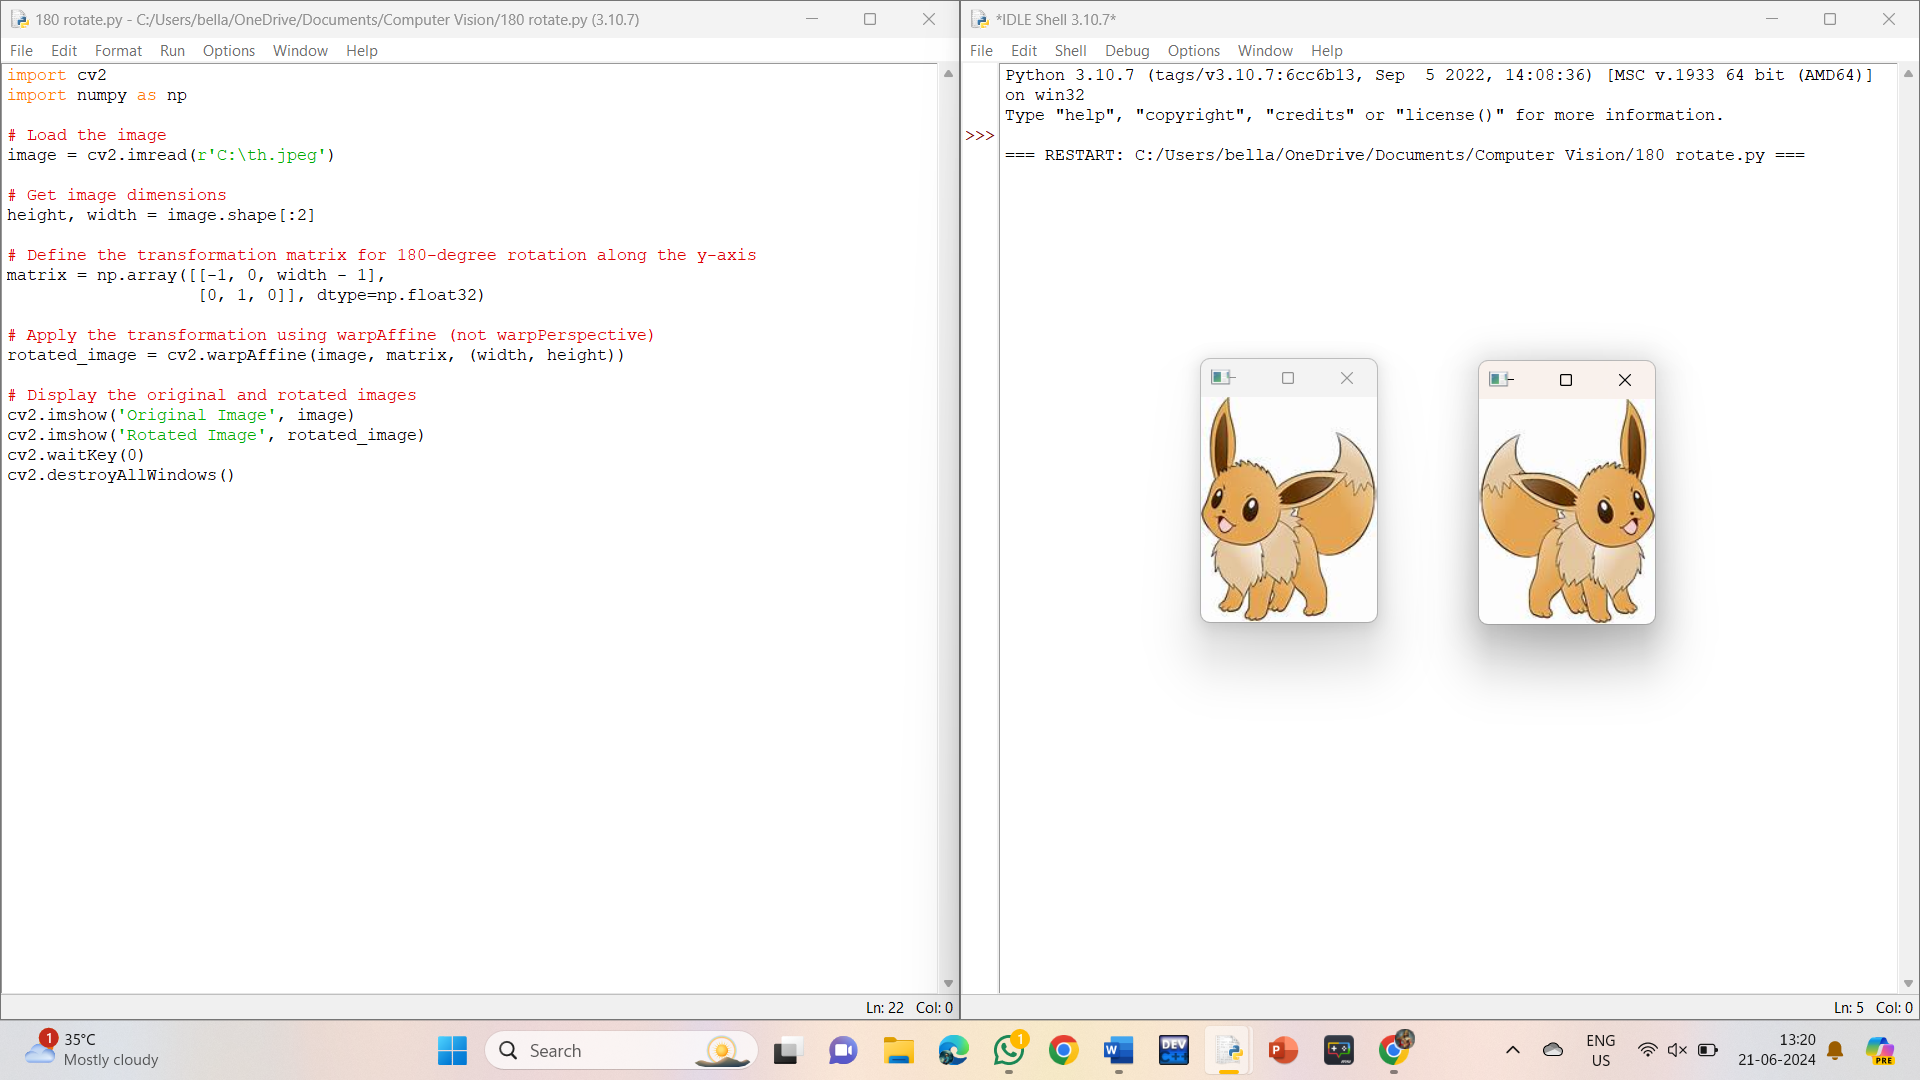 180 rotate.py - C:/Users/bella/OneDrive/Documents/Computer Vision/180 rotate.py (3.10.7)
File Edit Format Run Options Window Help
import cv2
import numpy as np
# Load the image
image = cv2.imread(r'C:\th.jpeg')
# Get image dimensions
height, width = image.shape[:2]
# Define the transformation matrix for 180-degree rotation along the y-axis
matrix = np.array([[-1, 0, width - 1],
[0, 1, 0]], dtype=np.float32)
# Apply the transformation using warpAffine (not warpPerspective)
rotated_image = cv2.warpAffine(image, matrix, (width, height))
# Display the original and rotated images
cv2.imshow('Original Image', image)
cv2.imshow('Rotated Image', rotated_image)
cv2.waitKey(0)
cv2.destroyAllWindows()
Ln: 22 Col: 0
*IDLE Shell 3.10.7*
File Edit Shell Debug Options Window Help
Python 3.10.7 (tags/v3.10.7:6cc6b13, Sep  5 2022, 14:08:36) [MSC v.1933 64 bit (AMD64)]
on win32
Type "help", "copyright", "credits" or "license()" for more information.
>>>
=== RESTART: C:/Users/bella/OneDrive/Documents/Computer Vision/180 rotate.py ===
Ln: 5 Col: 0
1
35°C
Mostly cloudy
Search
1
W
DEV
P
ENG
US
13:20
21-06-2024
PRE